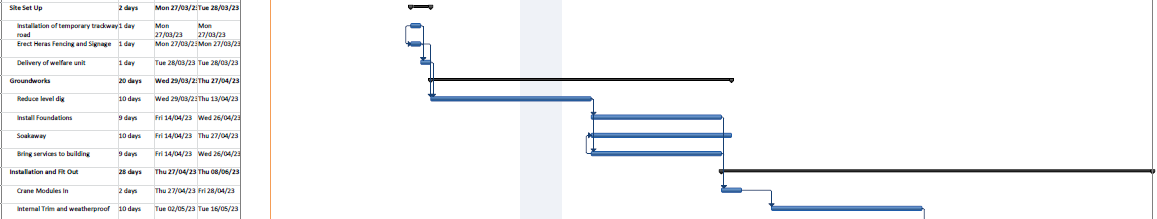 Site Set Up 2 days Mon 27/03/23 Tue 28/03/23
Installation of temporary trackway road 1 day Mon 27/03/23 Mon 27/03/23
Erect Heras Fencing and Signage 1 day Mon 27/03/23 Mon 27/03/23
Delivery of welfare unit 1 day Tue 28/03/23 Tue 28/03/23
Groundworks 20 days Wed 29/03/23 Thu 27/04/23
Reduce level dig 10 days Wed 29/03/23 Thu 13/04/23
Install Foundations 9 days Fri 14/04/23 Wed 26/04/23
Soakaway 10 days Fri 14/04/23 Thu 27/04/23
Bring services to building 9 days Fri 14/04/23 Wed 26/04/23
Installation and Fit Out 28 days Thu 27/04/23 Thu 08/06/23
Crane Modules In 2 days Thu 27/04/23 Fri 28/04/23
Internal Trim and weatherproof 10 days Tue 02/05/23 Tue 16/05/23